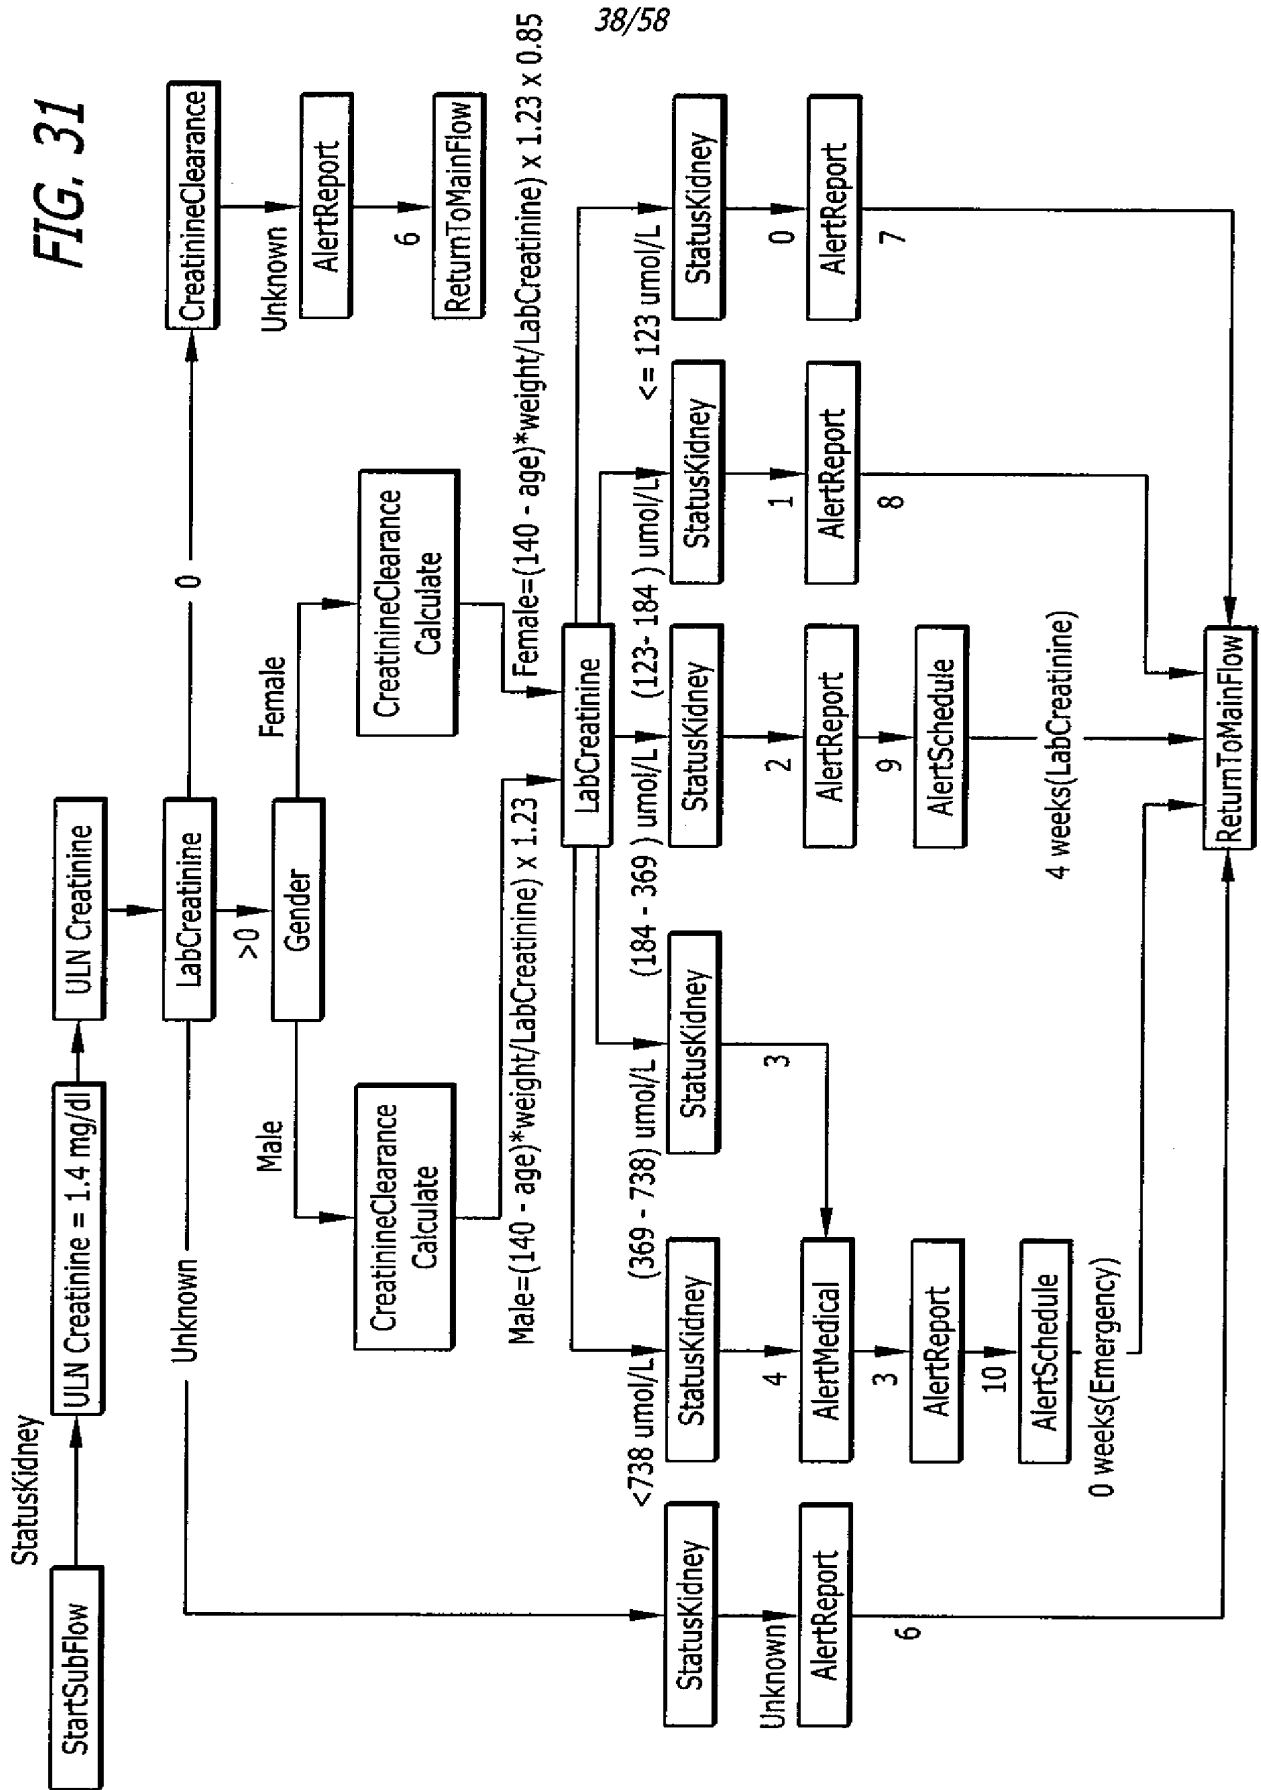 38/58
FIG. 31
StatusKidney
StartSubFlow
ULN Creatinine = 1.4 mg/dl
ULN Creatinine
Unknown
LabCreatinine
0
CreatinineClearance
>0
Unknown
Male
Gender
Female
AlertReport
6
CreatinineClearance
Calculate
CreatinineClearance
Calculate
ReturnToMainFlow
Male=(140 - age)*weight/LabCreatinine) x 1.23
Female=(140 - age)*weight/LabCreatinine) x 1.23 x 0.85
LabCreatinine
<738 umol/L
(369 - 738) umol/L
(184 - 369 ) umol/L
(123- 184 ) umol/L
<= 123 umol/L
StatusKidney
StatusKidney
StatusKidney
StatusKidney
StatusKidney
StatusKidney
Unknown
4
3
2
1
0
AlertReport
AlertMedical
AlertReport
AlertReport
AlertReport
6
3
9
8
7
AlertReport
AlertSchedule
10
AlertSchedule
4 weeks(LabCreatinine)
0 weeks(Emergency)
ReturnToMainFlow